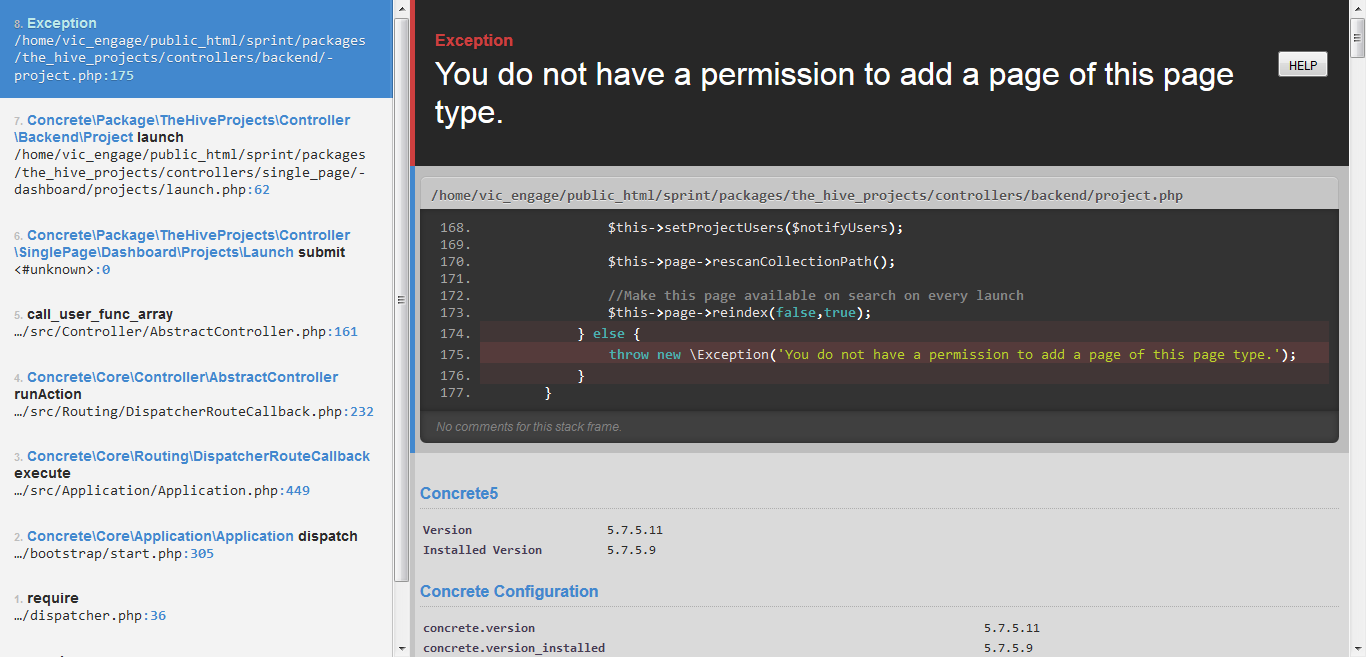 8. Exception
/home/vic_engage/public_html/sprint/packages
/the_hive_projects/controllers/backend/-
project.php:175
7. Concrete\Package\TheHiveProjects\Controller
\Backend\Project launch
/home/vic_engage/public_html/sprint/packages
/the_hive_projects/controllers/single_page/-
dashboard/projects/launch.php:62
6. Concrete\Package\TheHiveProjects\Controller
\SinglePage\Dashboard\Projects\Launch submit
<#unknown>:0
5. call_user_func_array
…/src/Controller/AbstractController.php:161
4. Concrete\Core\Controller\AbstractController
runAction
…/src/Routing/DispatcherRouteCallback.php:232
3. Concrete\Core\Routing\DispatcherRouteCallback
execute
…/src/Application/Application.php:449
2. Concrete\Core\Application\Application dispatch
…/bootstrap/start.php:305
1. require
…/dispatcher.php:36
Exception
You do not have a permission to add a page of this page
type.
HELP
/home/vic_engage/public_html/sprint/packages/the_hive_projects/controllers/backend/project.php
168. $this->setProjectUsers($notifyUsers);
169.
170. $this->page->rescanCollectionPath();
171.
172. //Make this page available on search on every launch
173. $this->page->reindex(false,true);
174. } else {
175. throw new \Exception('You do not have a permission to add a page of this page type.');
176. }
177. }
No comments for this stack frame.
Concrete5
Version 5.7.5.11
Installed Version 5.7.5.9
Concrete Configuration
concrete.version 5.7.5.11
concrete.version_installed 5.7.5.9